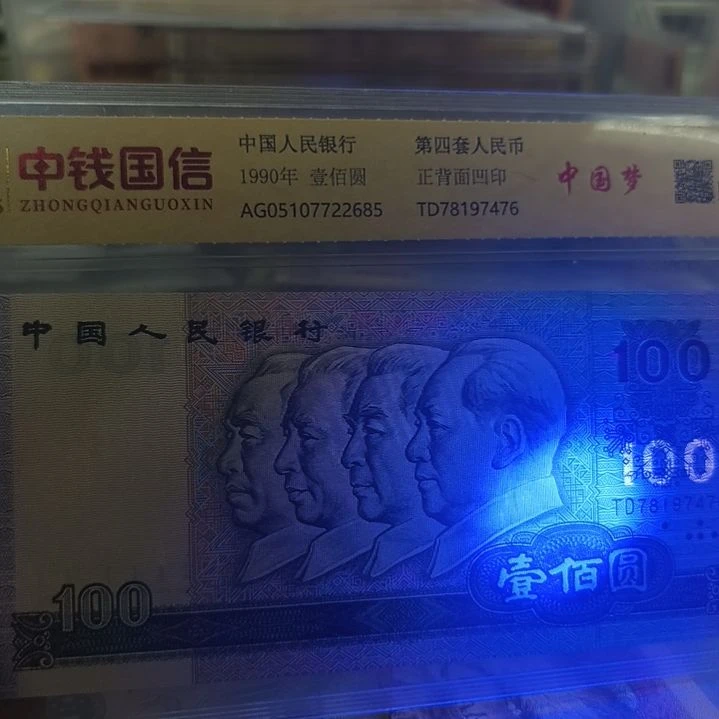 中钱国信
ZHONGQIANGUOXIN
中国人民银行
1990年 壹佰圆
AG05107722685
第四套人民币
正背面凹印
TD78197476
中国梦
中国人民银行
100
100
TD7819747
壹佰圆
100